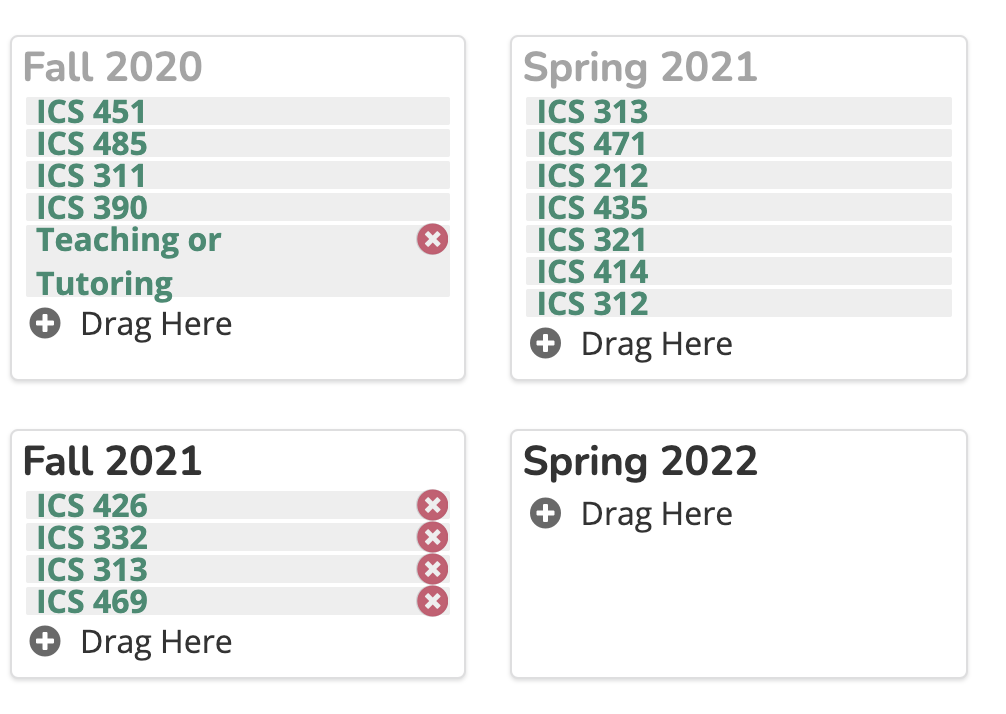 Fall 2020
ICS 451
ICS 485
ICS 311
ICS 390
Teaching or
Tutoring
Drag Here
Spring 2021
ICS 313
ICS 471
ICS 212
ICS 435
ICS 321
ICS 414
ICS 312
Drag Here
Fall 2021
ICS 426
ICS 332
ICS 313
ICS 469
Drag Here
Spring 2022
Drag Here